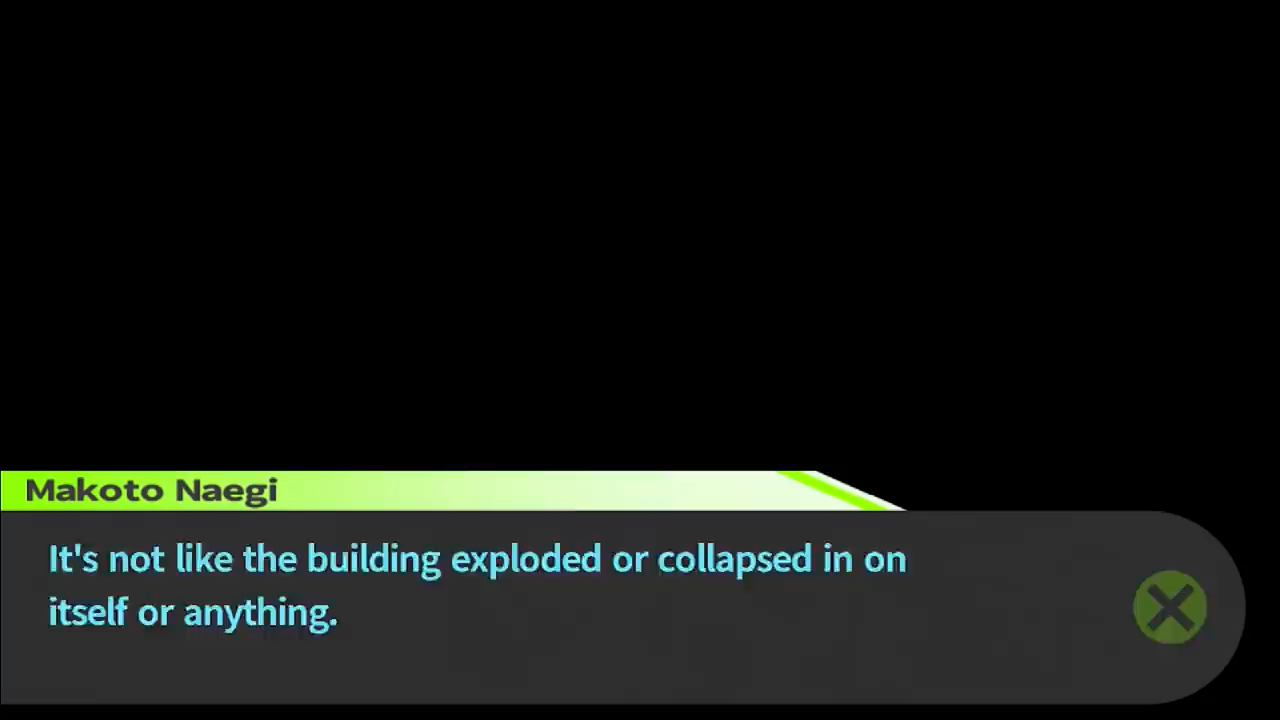 Makoto Naegi
It's not like the building exploded or collapsed in on
itself or anything.